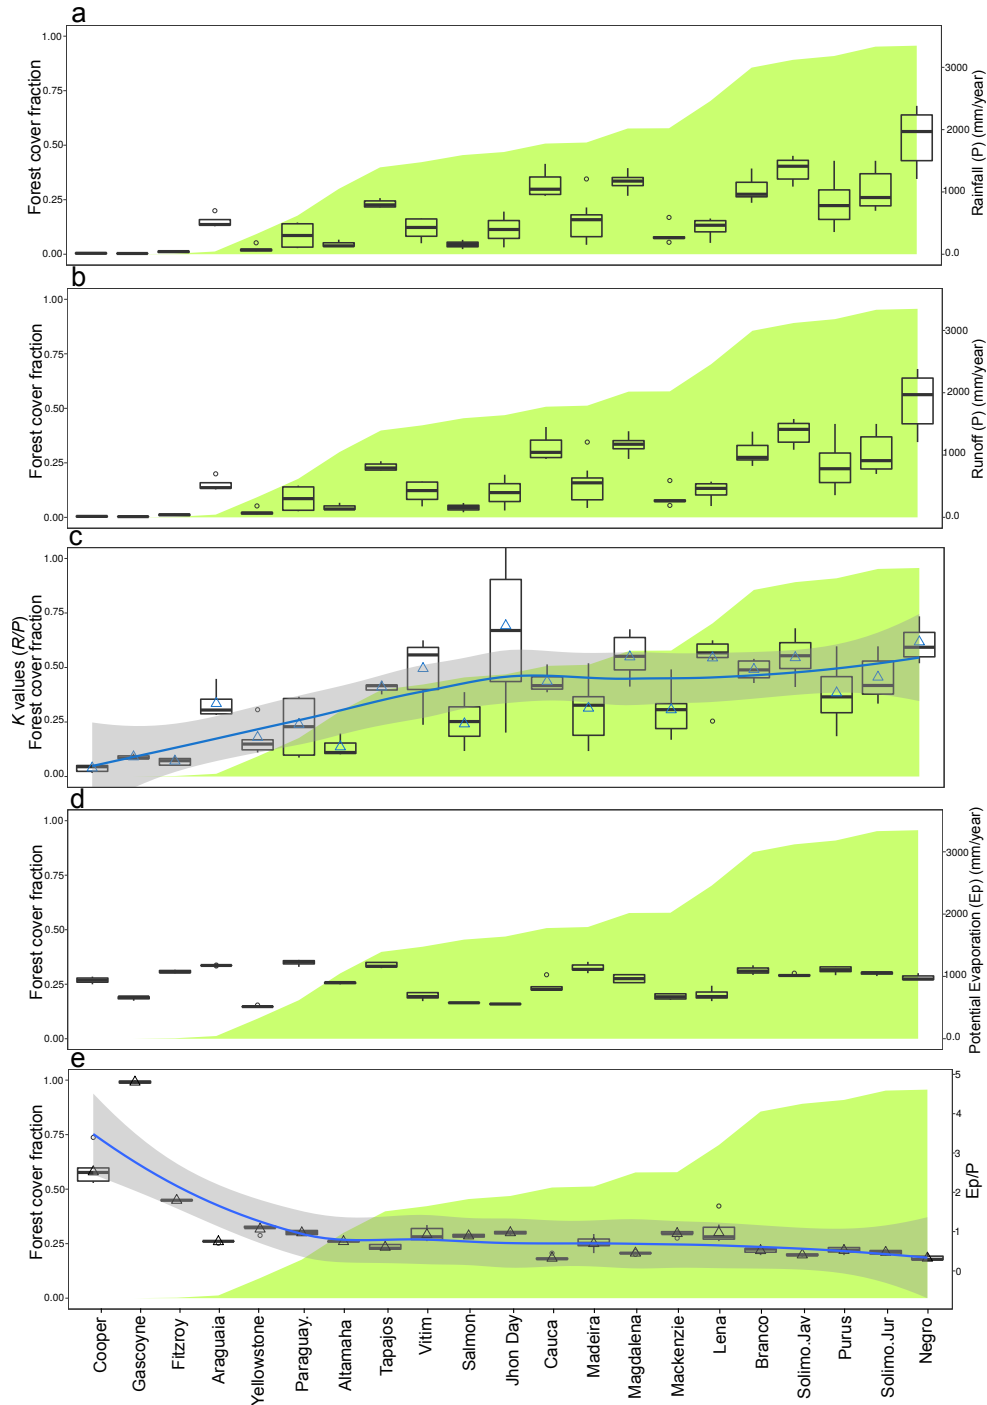 a
1.00
0.75
0.50
0.25
0.00
Forest cover fraction
3000
2000
1000
0.0
Rainfall (P) (mm/year)
b
1.00
0.75
0.50
0.25
0.00
Forest cover fraction
3000
2000
1000
0.0
Runoff (P) (mm/year)
c
1.00
0.75
0.50
0.25
0.00
K values (R/P)
Forest cover fraction
d
1.00
0.75
0.50
0.25
0.00
Forest cover fraction
3000
2000
1000
0.0
Potential Evaporation (Ep) (mm/year)
e
1.00
0.75
0.50
0.25
0.00
Forest cover fraction
5
4
3
2
1
0
Ep/P
Cooper
Gascoyne
Fitzroy
Araguaia
Yellowstone
Paraguay.
Altamaha
Tapajos
Vitim
Salmon
Jhon Day
Cauca
Madeira
Magdalena
Mackenzie
Lena
Branco
Solimo.Jav
Purus
Solimo.Jur
Negro